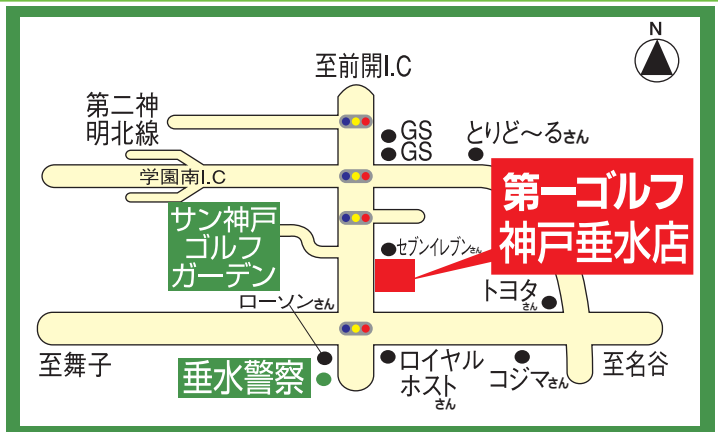 N
至前開I.C
第二神
明北線
GS
GS
とりど～るさん
学園南I.C
第一ゴルフ
神戸垂水店
サン神戸
ゴルフ
ガーデン
セブンイレブンさん
ローソンさん
トヨタ
さん
至舞子
垂水警察
ロイヤル
ホスト
さん
コジマさん
至名谷